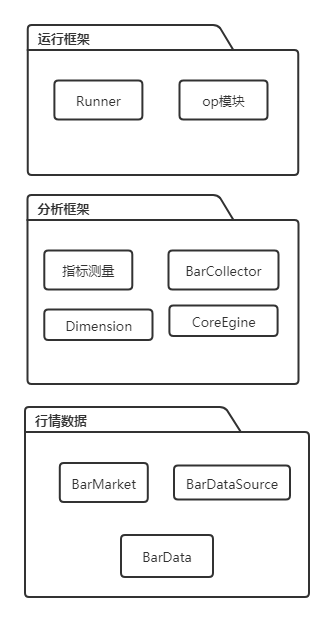 运行框架
Runner
op模块
分析框架
指标测量
BarCollector
Dimension
CoreEgine
行情数据
BarMarket
BarDataSource
BarData